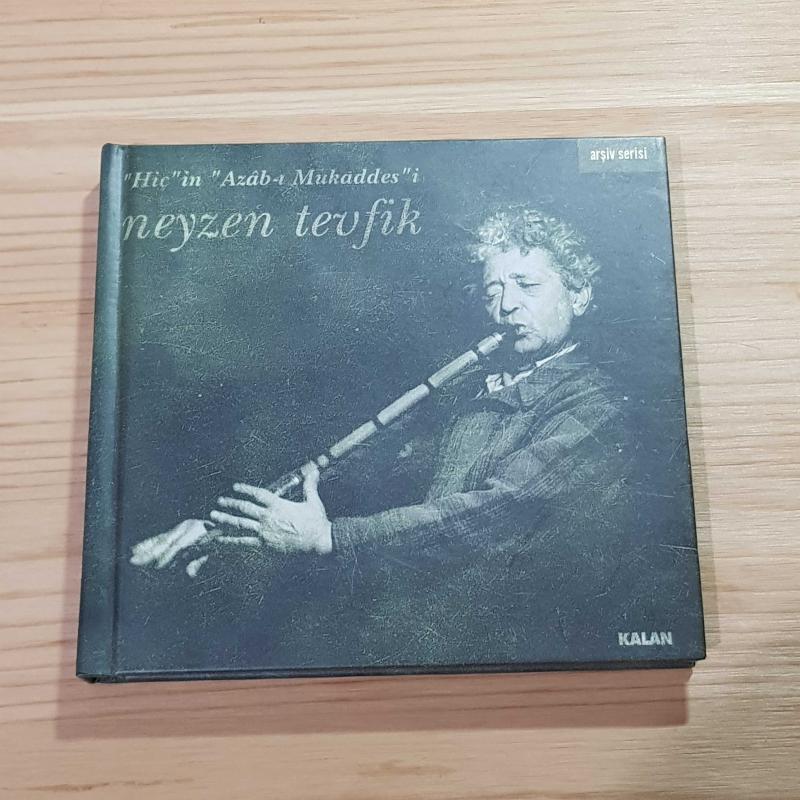 arşiv serisi
"Hiç"in "Azâb-ı Mukaddes"i
neyzen tevfik
KALAN